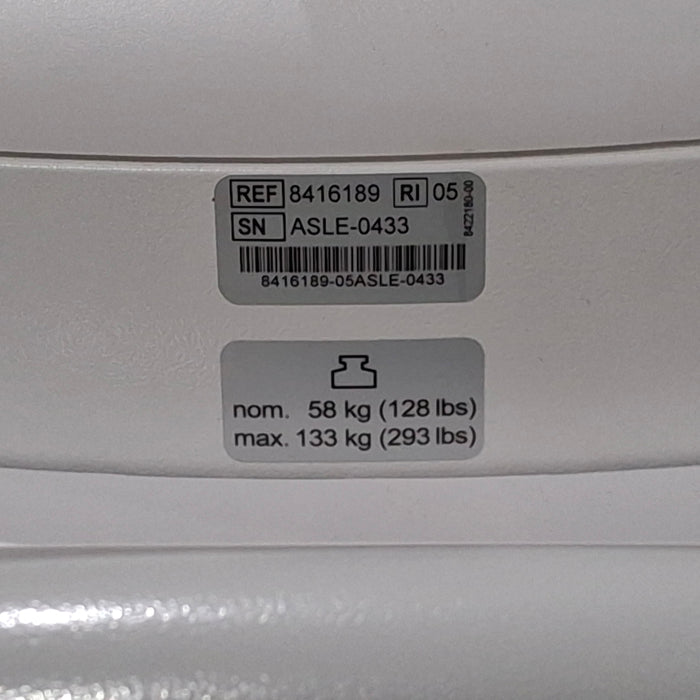 REF 8416189 RI 05
SN ASLE-0433
8416189-05ASLE-0433
8422180-00
nom. 58 kg (128 lbs)
max. 133 kg (293 lbs)